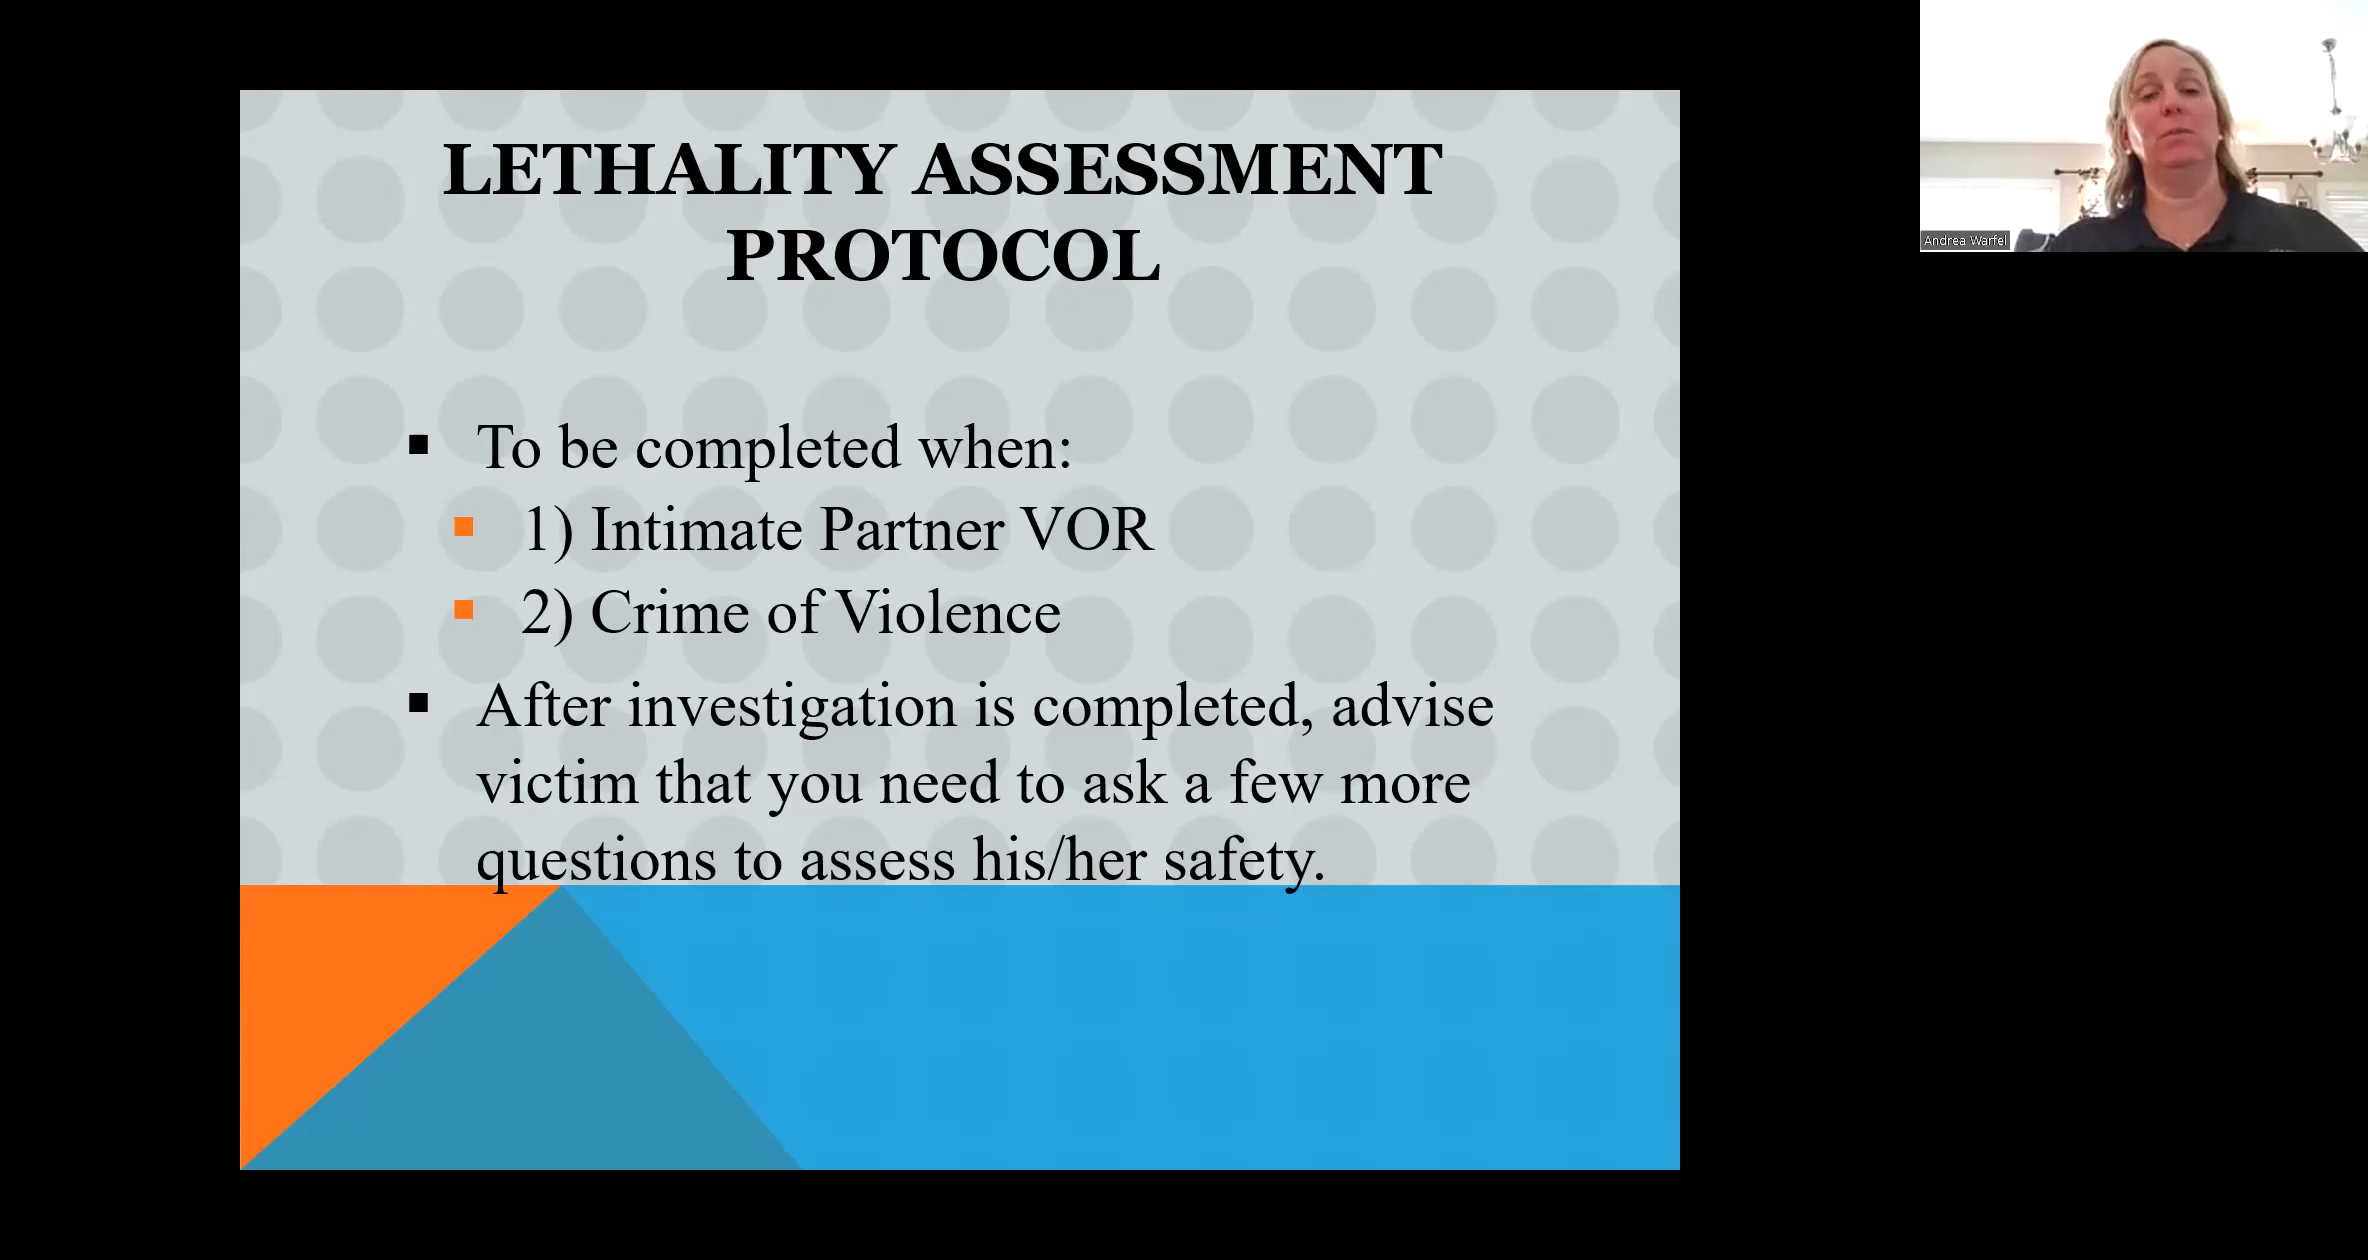 LETHALITY ASSESSMENT
PROTOCOL
▪ To be completed when:
▪ 1) Intimate Partner VOR
▪ 2) Crime of Violence
▪ After investigation is completed, advise
victim that you need to ask a few more
questions to assess his/her safety.
Andrea Warfel